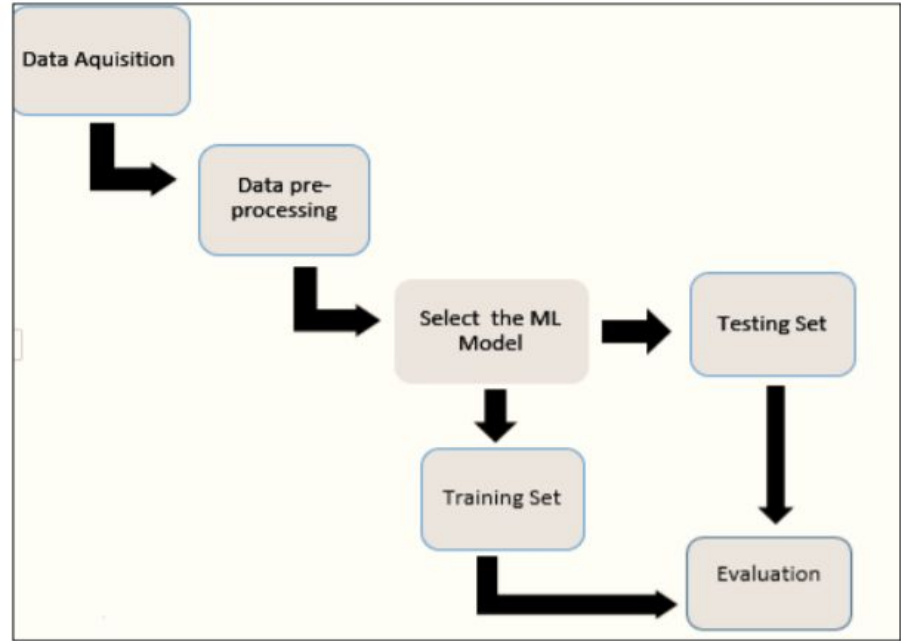 Data Aquisition
Data pre-
processing
Select the ML
Model
Testing Set
Training Set
Evaluation